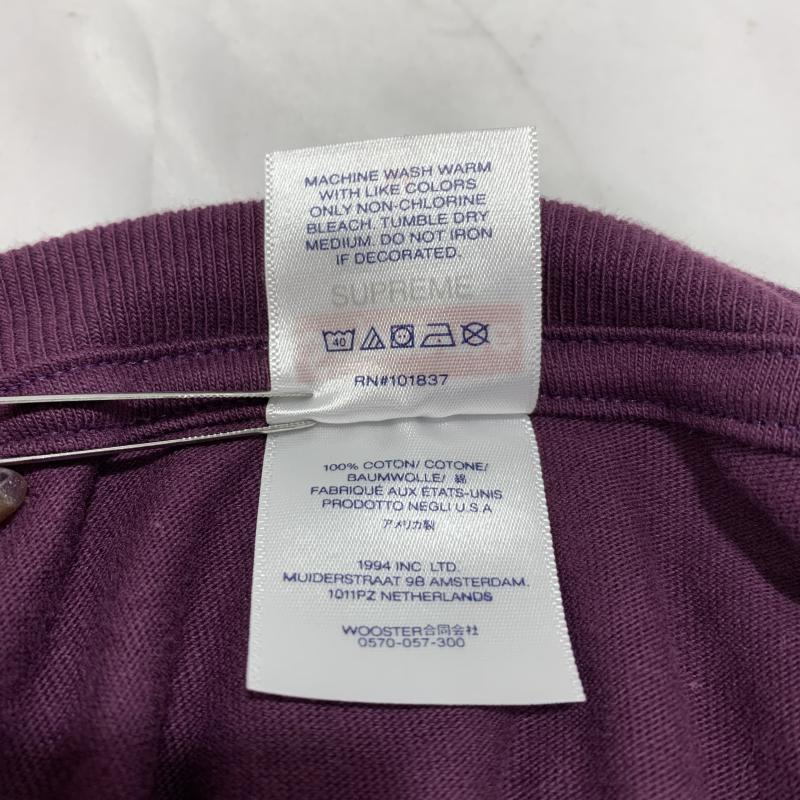 MACHINE WASH WARM
WITH LIKE COLORS
ONLY NON-CHLORINE
BLEACH. TUMBLE DRY
MEDIUM. DO NOT IRON
IF DECORATED.
SUPREME
40
RN#101837
100% COTON/ COTONE/
BAUMWOLLE/ 綿
FABRIQUÉ AUX ÉTATS-UNIS
PRODOTTO NEGLI U.S.A
アメリカ製
1994 INC. LTD.
MUIDERSTRAAT 9B AMSTERDAM.
1011PZ NETHERLANDS
WOOSTER合同会社
0570-057-300